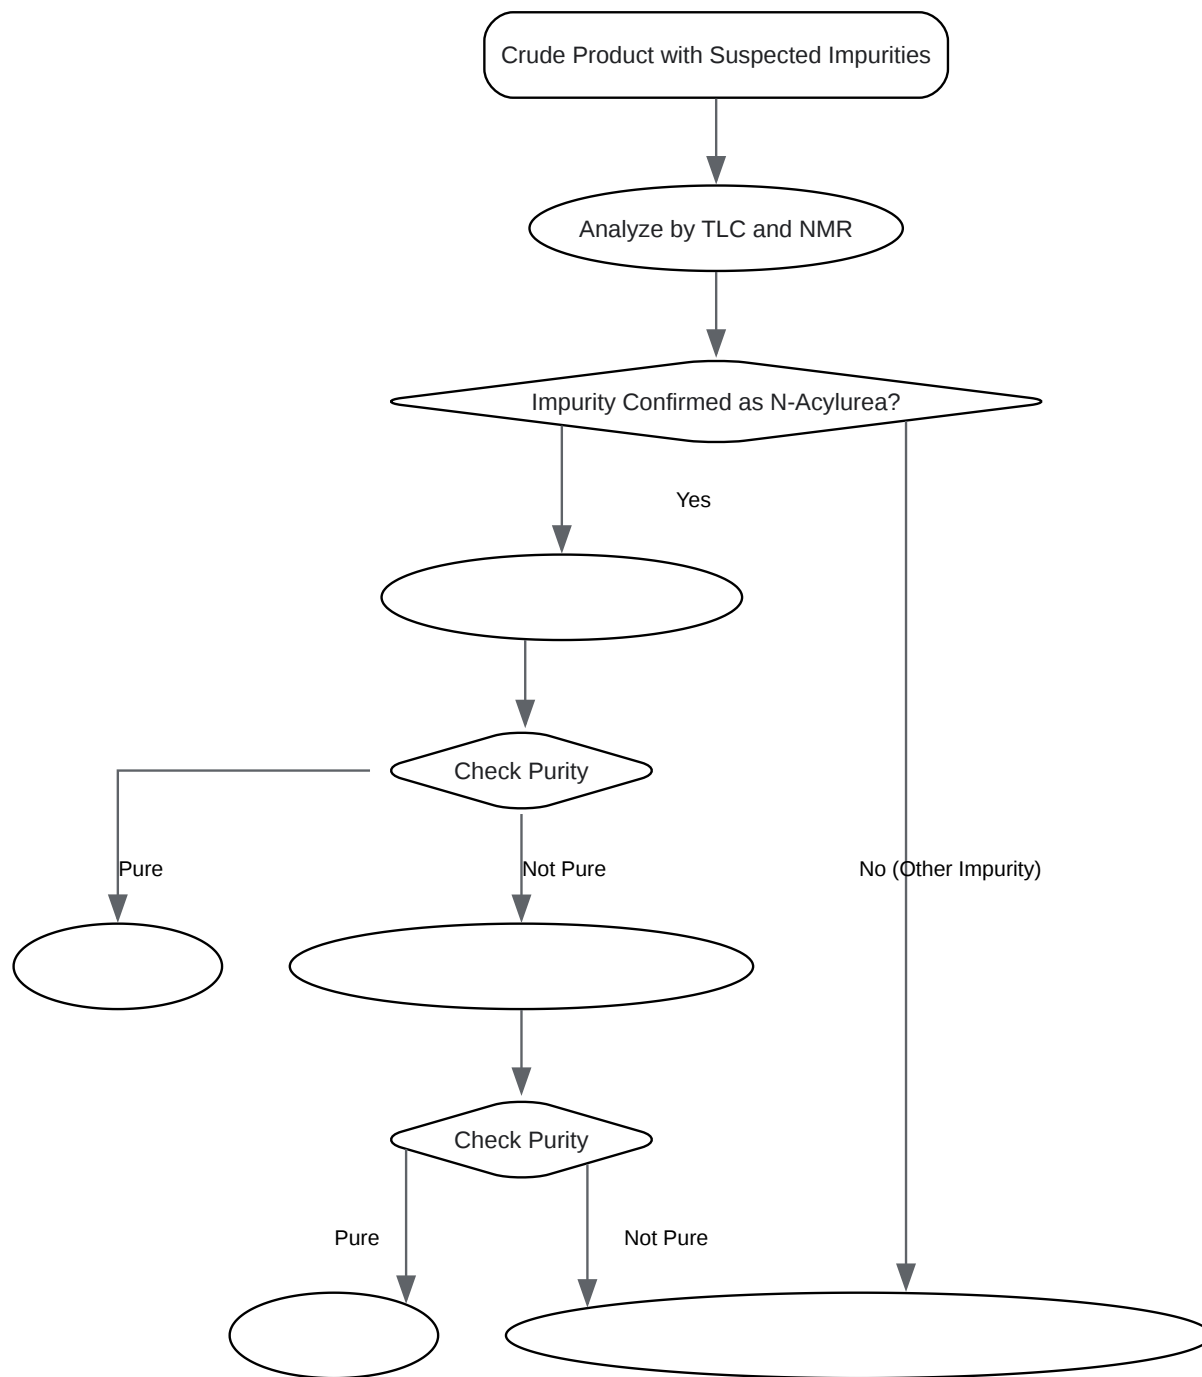 Crude Product with Suspected Impurities
Analyze by TLC and NMR
Impurity Confirmed as N-Acylurea?
Yes
Check Purity
Pure
Not Pure
No (Other Impurity)
Check Purity
Pure
Not Pure